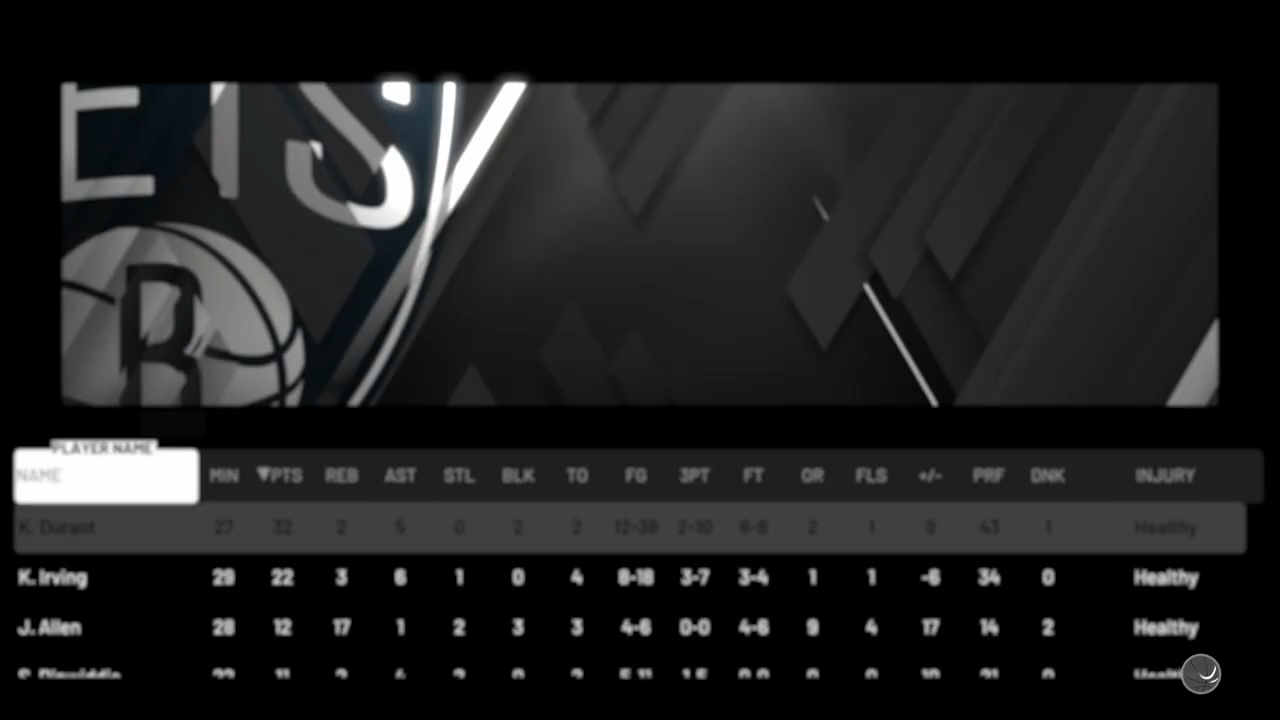 ETS
B
PLAYER NAME
NAME MIN ▼PTS REB AST STL BLK TO FG 3PT FT OR FLS +/- PRF DNK INJURY
K. Durant 27 32 2 5 0 2 2 2-10 6-8 2 1 9 43 1 Healthy
K. Irving 29 22 3 6 1 0 4 8-18 3-7 3-4 1 1 -6 34 0 Healthy
J. Allen 28 12 17 1 2 3 3 4-6 0-0 4-6 9 4 17 14 2 Healthy